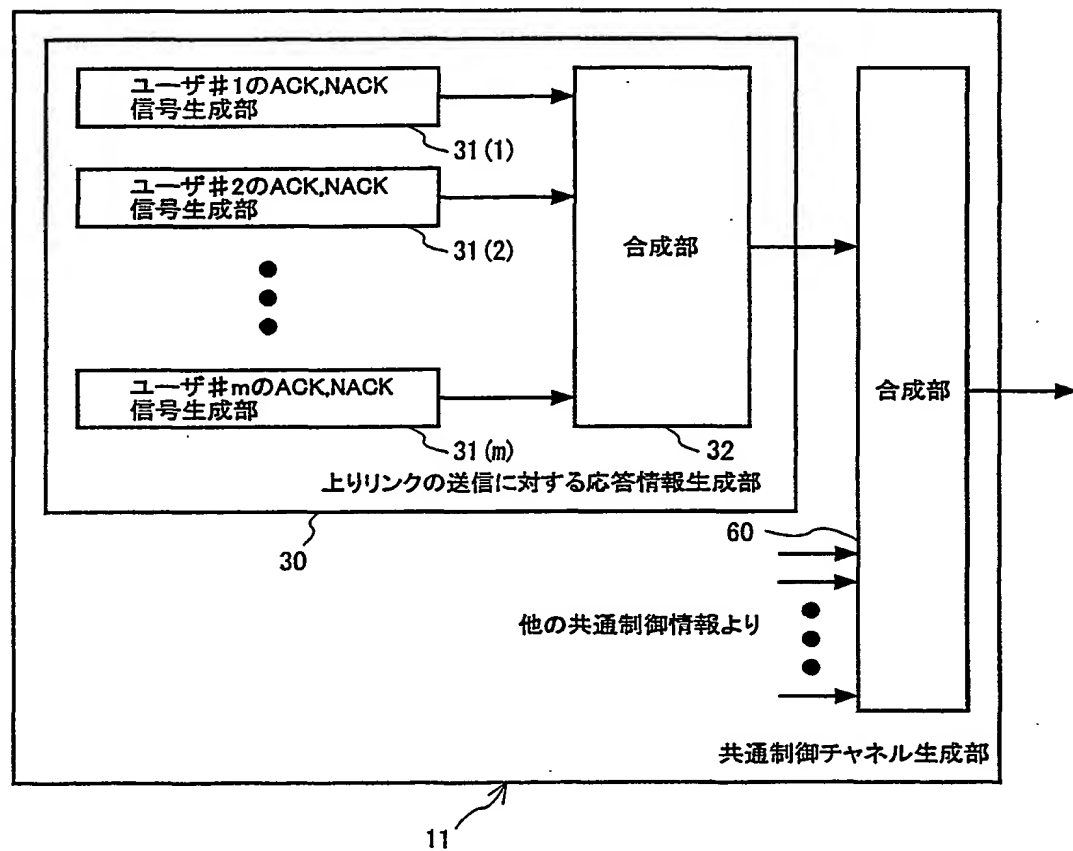 ユーザ#1のACK,NACK
信号生成部
31(1)
ユーザ#2のACK,NACK
信号生成部
31(2)
ユーザ#mのACK,NACK
信号生成部
31(m)
合成部
32
上りリンクの送信に対する応答情報生成部
30
合成部
60
他の共通制御情報より
共通制御チャネル生成部
11